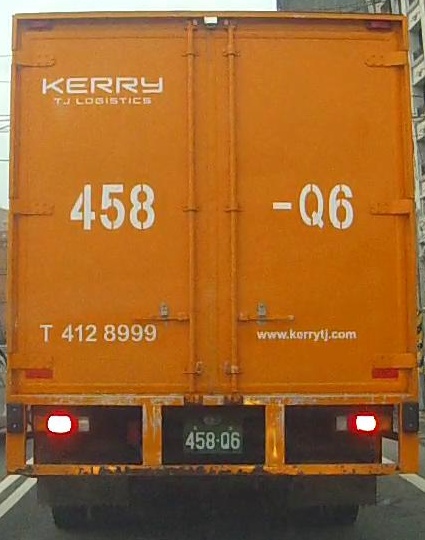 KERRY
TJ LOGISTICS
458 -Q6
T 412 8999
www.kerrytj.com
458-Q6